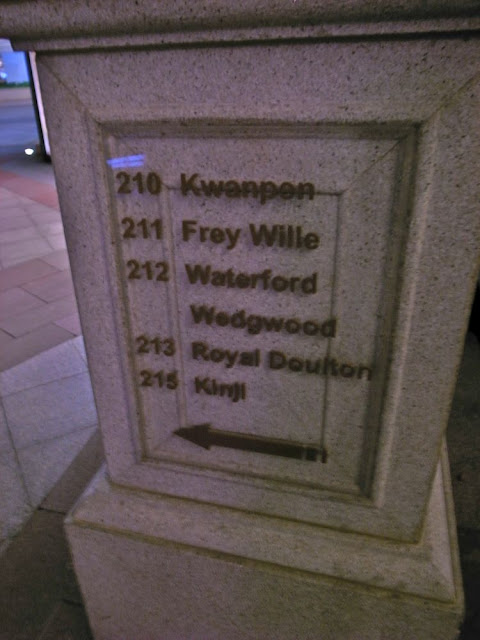 210 Kwanpen
211 Frey Wille
212 Waterford
Wedgwood
213 Royal Doulton
215 Kinji